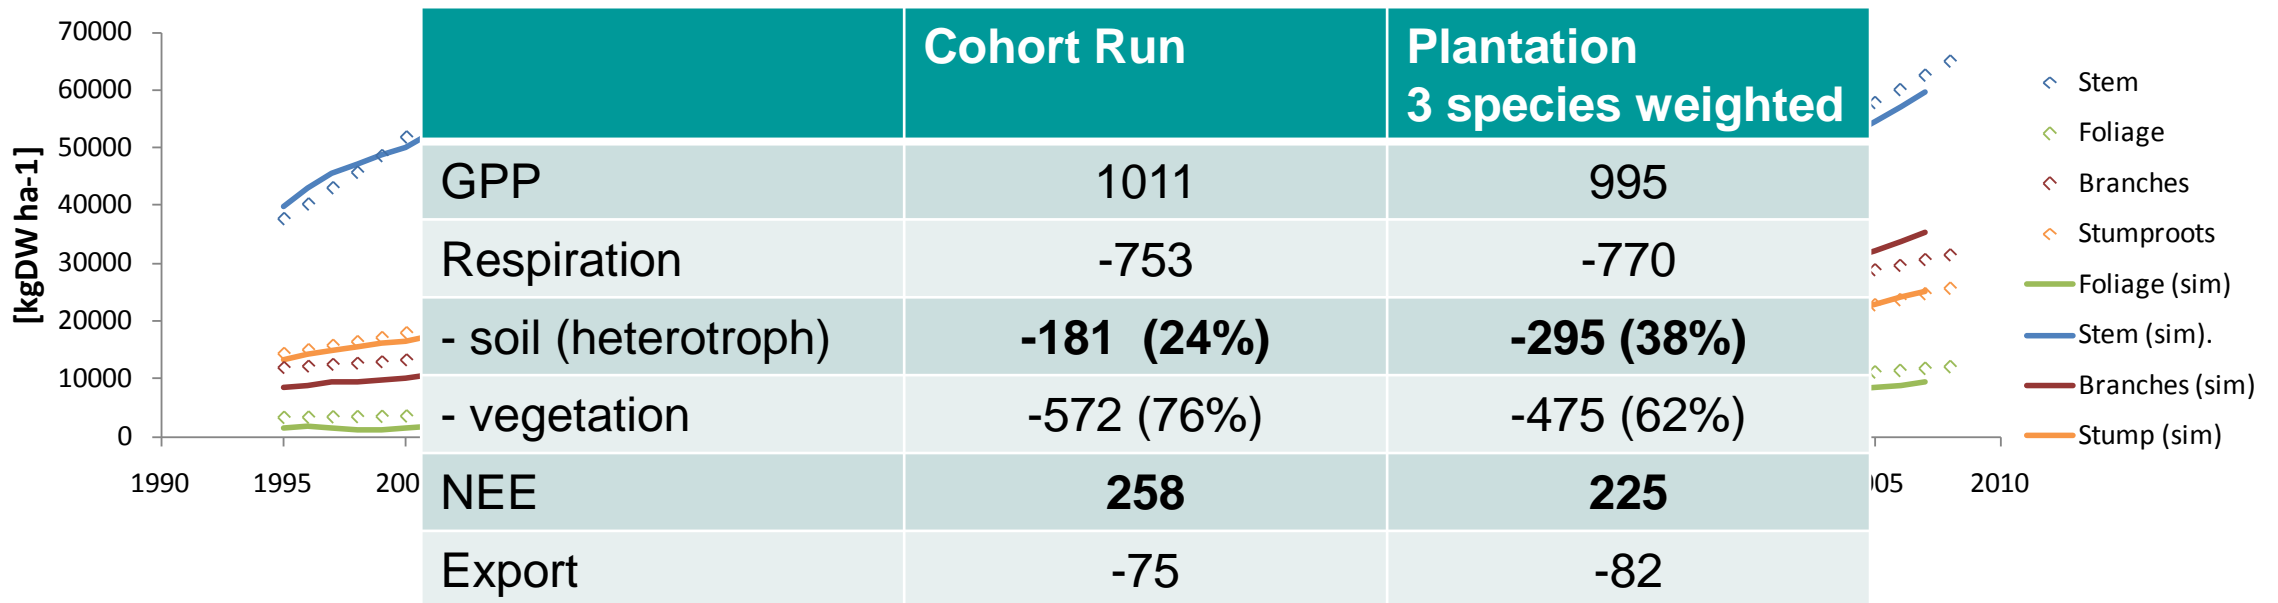 70000
60000
50000
40000
30000
20000
10000
0
[kgDW ha-1]
1990
1995
200
Cohort Run
Plantation
3 species weighted
GPP
1011
995
Respiration
-753
-770
- soil (heterotroph)
-181 (24%)
-295 (38%)
- vegetation
-572 (76%)
-475 (62%)
NEE
258
225
Export
-75
-82
05
2010
Stem
Foliage
Branches
Stumproots
Foliage (sim)
Stem (sim).
Branches (sim)
Stump (sim)